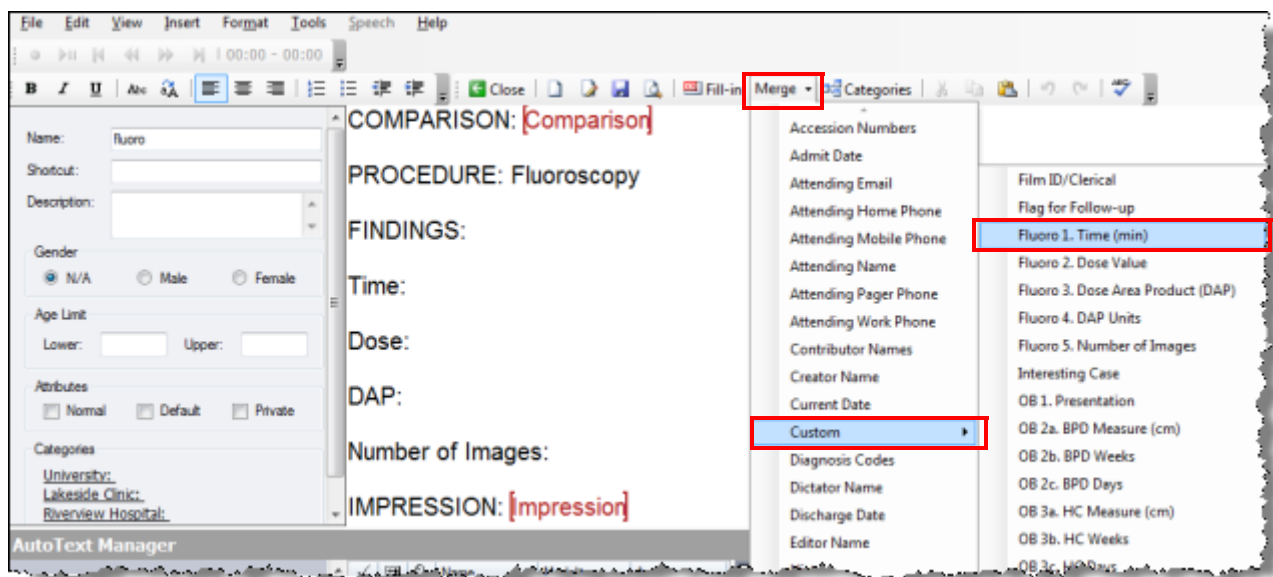 File Edit View Insert Format Tools Speech Help
00:00 - 00:00
B I U Abc Close Fill-in Merge Categories
Name: fluoro
Shortcut:
Description:
Gender
N/A Male Female
Age Limit
Lower: Upper:
Attributes
Normal Default Private
Categories
University:
Lakeside Clinic:
Riverview Hospital:
AutoText Manager
COMPARISON: [Comparison]
PROCEDURE: Fluoroscopy
FINDINGS:
Time:
Dose:
DAP:
Number of Images:
IMPRESSION: [Impression]
Accession Numbers
Admit Date
Attending Email
Attending Home Phone
Attending Mobile Phone
Attending Name
Attending Pager Phone
Attending Work Phone
Contributor Names
Creator Name
Current Date
Custom
Diagnosis Codes
Dictator Name
Discharge Date
Editor Name
Film ID/Clerical
Flag for Follow-up
Fluoro 1. Time (min)
Fluoro 2. Dose Value
Fluoro 3. Dose Area Product (DAP)
Fluoro 4. DAP Units
Fluoro 5. Number of Images
Interesting Case
OB 1. Presentation
OB 2a. BPD Measure (cm)
OB 2b. BPD Weeks
OB 2c. BPD Days
OB 3a. HC Measure (cm)
OB 3b. HC Weeks
OB 3c. HC Days